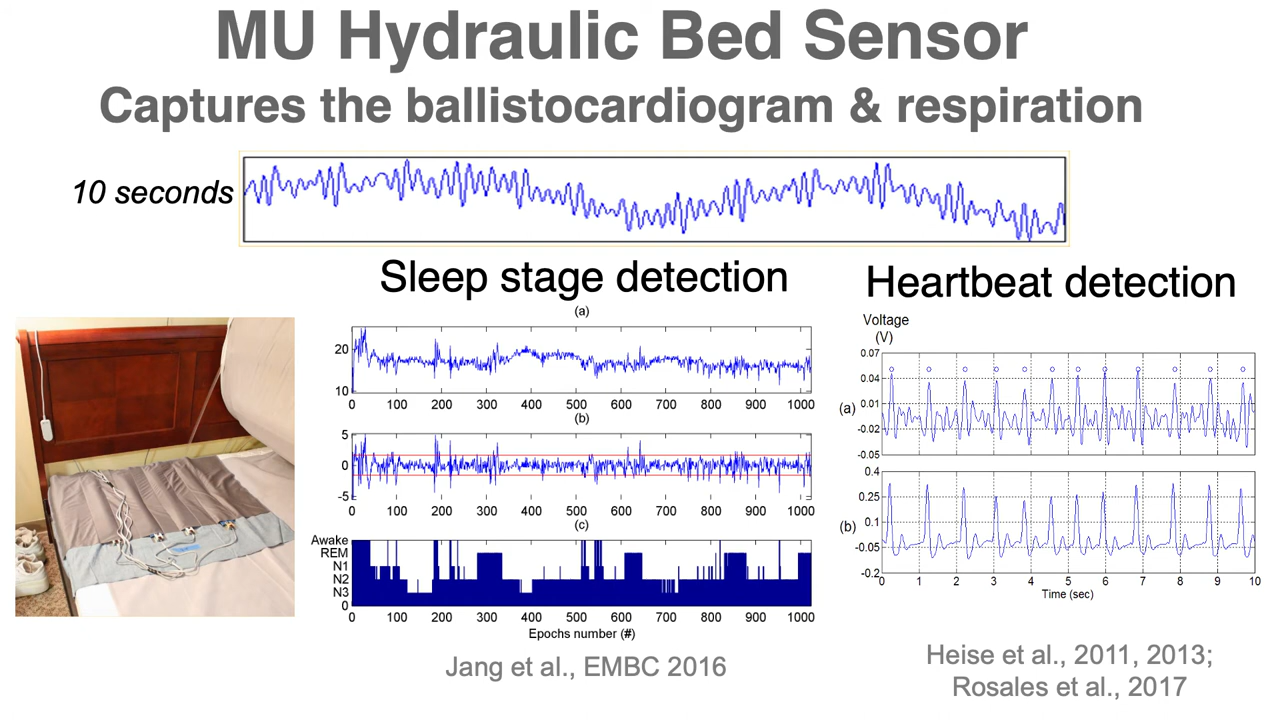 MU Hydraulic Bed Sensor
Captures the ballistocardiogram & respiration
10 seconds
Sleep stage detection
(a)
20
10
0 100 200 300 400 500 600 700 800 900 1000
(b)
5
0
-5
0 100 200 300 400 500 600 700 800 900 1000
(c)
Awake
REM
N1
N2
N3
0
0 100 200 300 400 500 600 700 800 900 1000
Epochs number (#)
Jang et al., EMBC 2016
Heartbeat detection
Voltage
(V)
0.07
0.04
(a)
0.01
-0.02
-0.05
0.4
0.25
(b)
0.1
-0.05
-0.2
0 1 2 3 4 5 6 7 8 9 10
Time (sec)
Heise et al., 2011, 2013;
Rosales et al., 2017